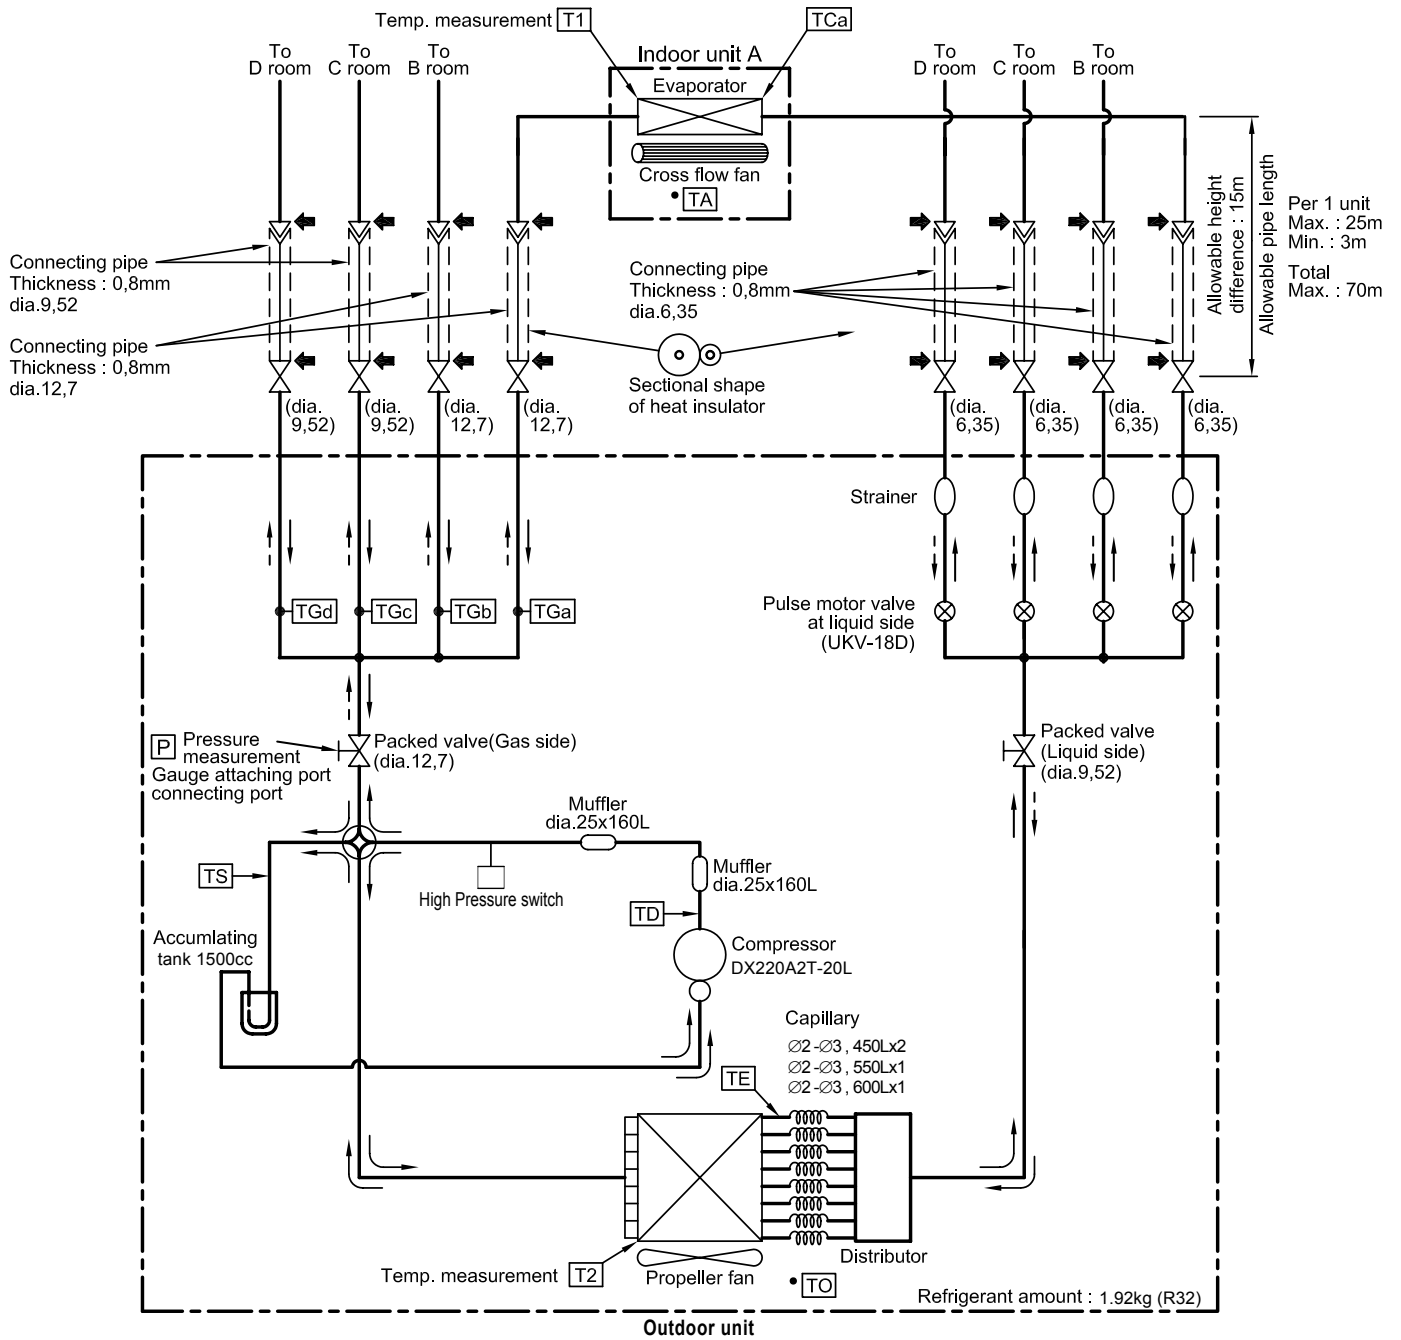 Temp. measurement T1
TCa
To
D room
To
C room
To
B room
Indoor unit A
To
D room
To
C room
To
B room
Evaporator
Cross flow fan
TA
Allowable height
difference : 15m
Allowable pipe length
Per 1 unit
Max. : 25m
Min. : 3m
Total
Max. : 70m
Connecting pipe
Thickness : 0,8mm
dia.9,52
Connecting pipe
Thickness : 0,8mm
dia.12,7
Connecting pipe
Thickness : 0,8mm
dia.6,35
Sectional shape
of heat insulator
(dia.
9,52)
(dia.
9,52)
(dia.
12,7)
(dia.
12,7)
(dia.
6,35)
(dia.
6,35)
(dia.
6,35)
(dia.
6,35)
Strainer
TGd
TGc
TGb
TGa
Pulse motor valve
at liquid side
(UKV-18D)
P Pressure
measurement
Gauge attaching port
connecting port
Packed valve(Gas side)
(dia.12,7)
Packed valve
(Liquid side)
(dia.9,52)
Muffler
dia.25x160L
Muffler
dia.25x160L
TS
High Pressure switch
TD
Accumlating
tank 1500cc
Compressor
DX220A2T-20L
Capillary
∅2 -∅3 , 450Lx2
∅2 -∅3 , 550Lx1
∅2 -∅3 , 600Lx1
TE
Distributor
Temp. measurement T2
Propeller fan
TO
Refrigerant amount : 1.92kg (R32)
Outdoor unit